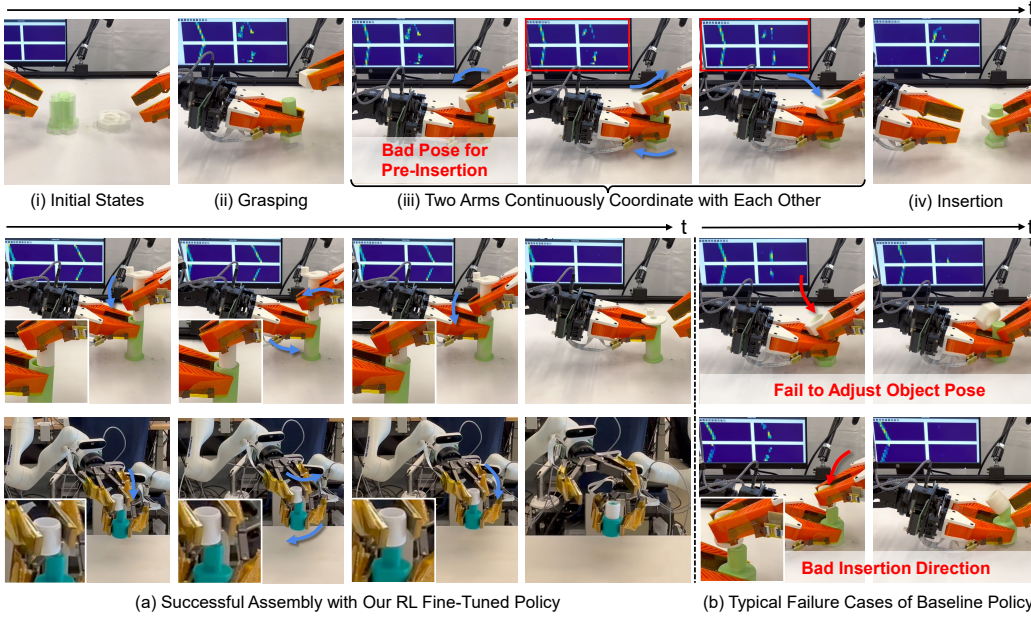 t
Bad Pose for
Pre-Insertion
(i) Initial States
(ii) Grasping
(iii) Two Arms Continuously Coordinate with Each Other
(iv) Insertion
t
t
Fail to Adjust Object Pose
Bad Insertion Direction
(a) Successful Assembly with Our RL Fine-Tuned Policy
(b) Typical Failure Cases of Baseline Policy